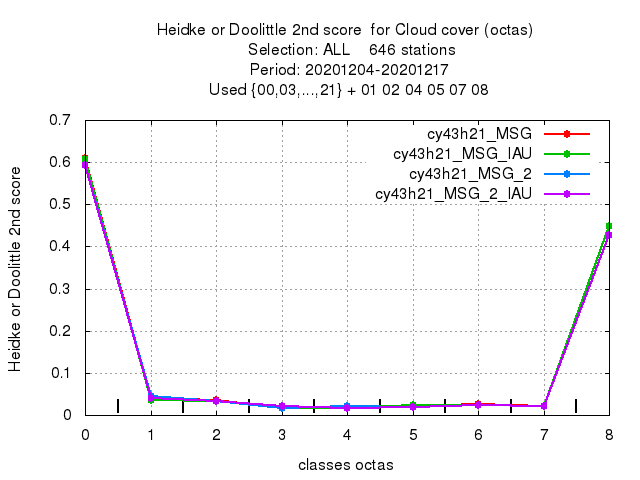 Heidke or Doolittle 2nd score  for Cloud cover (octas)
Selection: ALL    646 stations
Period: 20201204-20201217
Used {00,03,...,21} + 01 02 04 05 07 08
cy43h21_MSG
cy43h21_MSG_IAU
cy43h21_MSG_2
cy43h21_MSG_2_IAU
Heidke or Doolittle 2nd score
0.7
0.6
0.5
0.4
0.3
0.2
0.1
0
0 1 2 3 4 5 6 7 8
classes octas